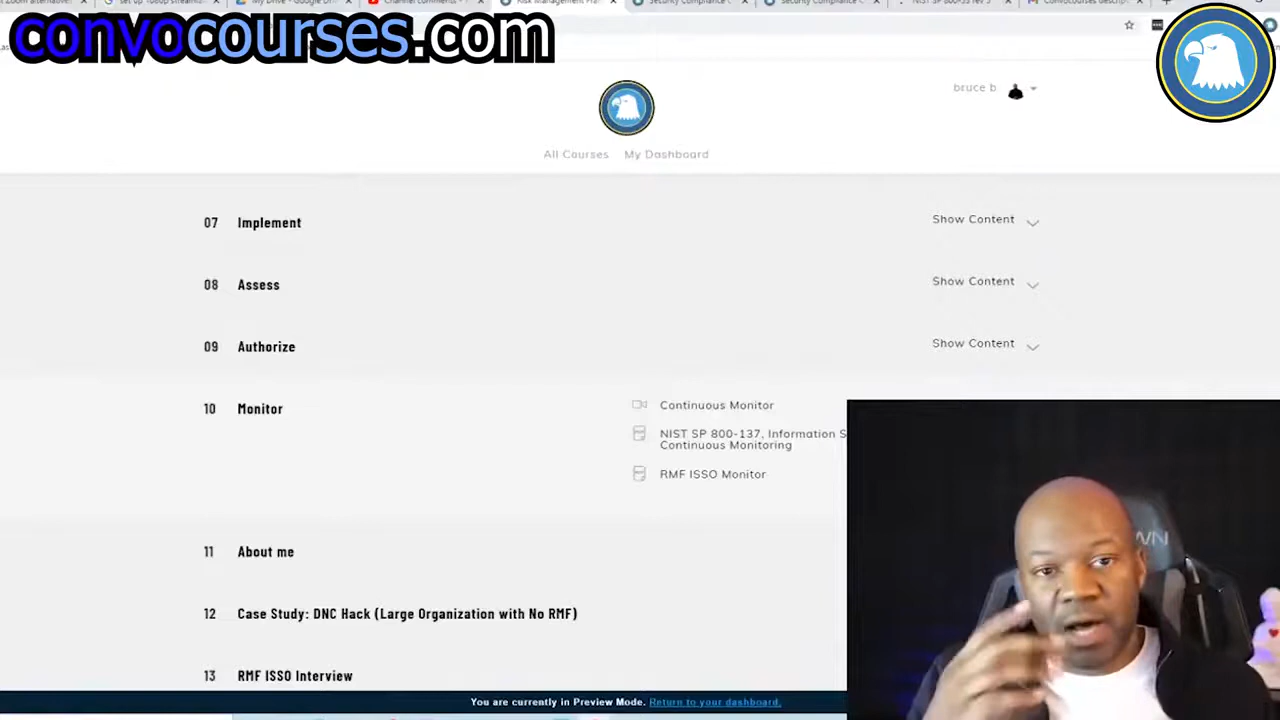 convocourses.com
bruce b
All Courses My Dashboard
07 Implement Show Content
08 Assess Show Content
09 Authorize Show Content
10 Monitor
Continuous Monitor
NIST SP 800-137, Information S
Continuous Monitoring
RMF ISSO Monitor
11 About me
12 Case Study: DNC Hack (Large Organization with No RMF)
13 RMF ISSO Interview
You are currently in Preview Mode. Return to your dashboard.